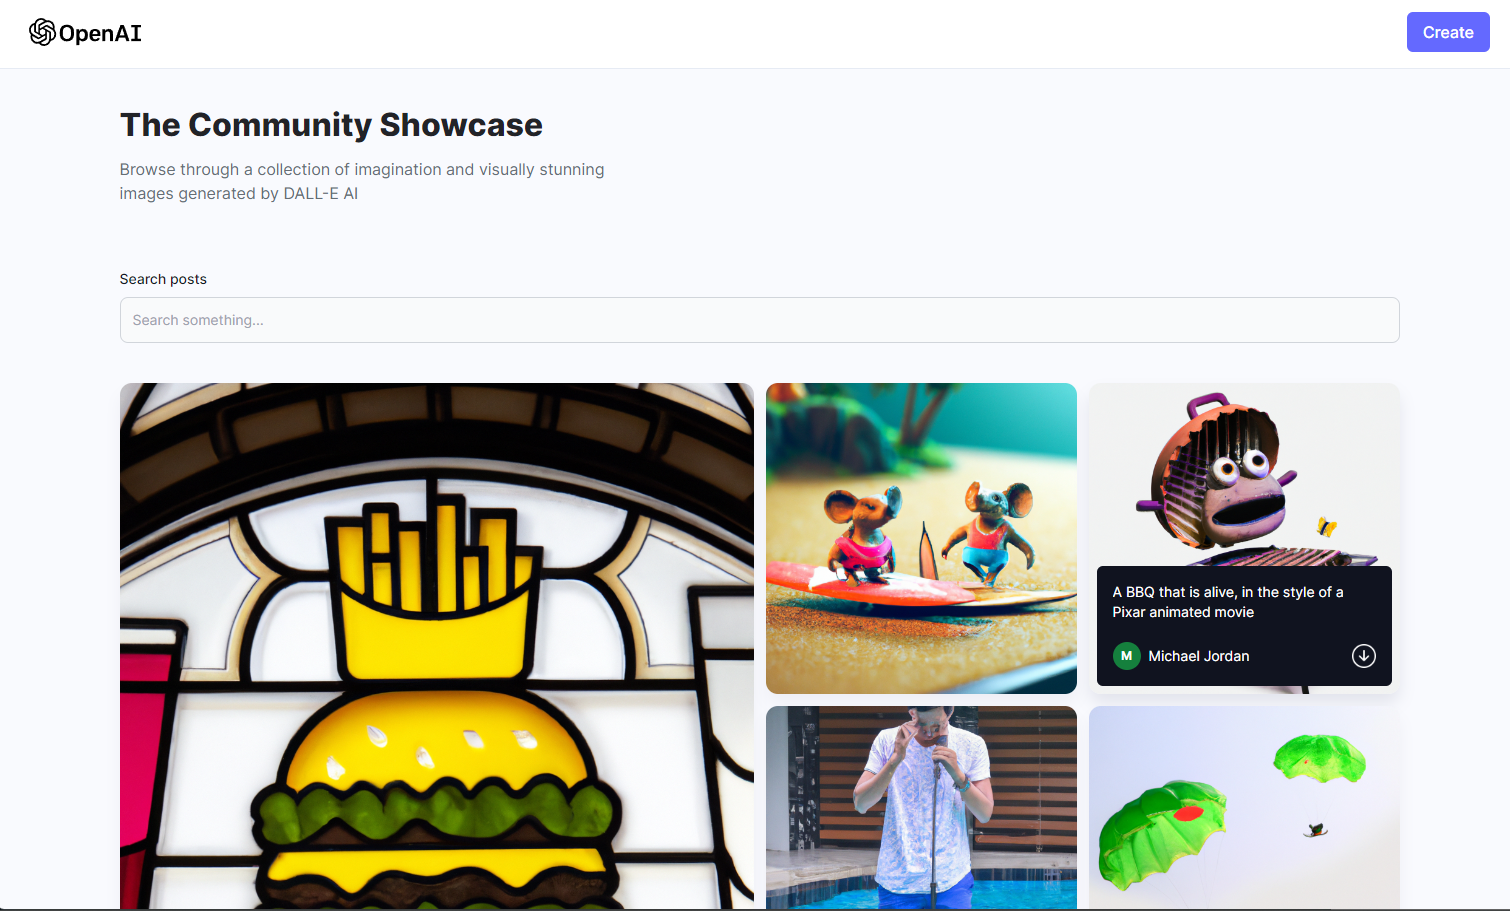 OpenAI
Create
The Community Showcase
Browse through a collection of imagination and visually stunning
images generated by DALL-E AI
Search posts
Search something...
A BBQ that is alive, in the style of a
Pixar animated movie
M
Michael Jordan